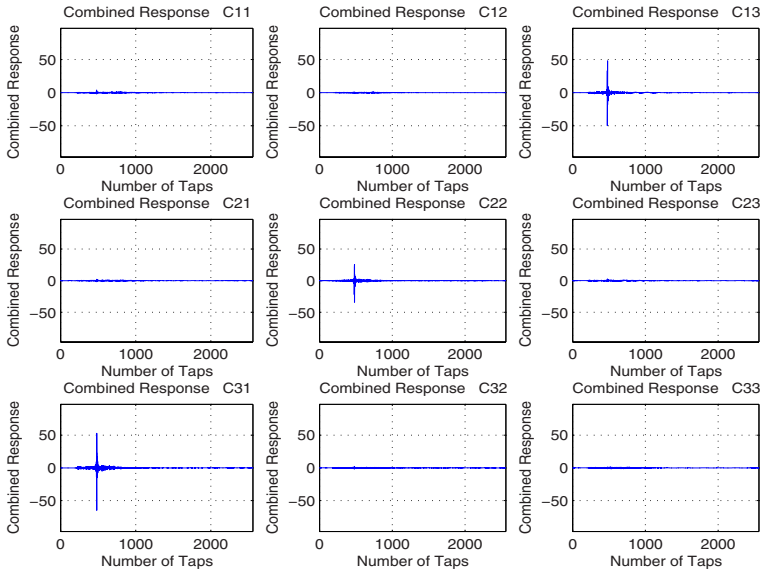 Combined Response C11
Combined Response
50
0
−50
0 1000 2000
Number of Taps
Combined Response C12
Combined Response
50
0
−50
0 1000 2000
Number of Taps
Combined Response C13
Combined Response
50
0
−50
0 1000 2000
Number of Taps
Combined Response C21
Combined Response
50
0
−50
0 1000 2000
Number of Taps
Combined Response C22
Combined Response
50
0
−50
0 1000 2000
Number of Taps
Combined Response C23
Combined Response
50
0
−50
0 1000 2000
Number of Taps
Combined Response C31
Combined Response
50
0
−50
0 1000 2000
Number of Taps
Combined Response C32
Combined Response
50
0
−50
0 1000 2000
Number of Taps
Combined Response C33
Combined Response
50
0
−50
0 1000 2000
Number of Taps